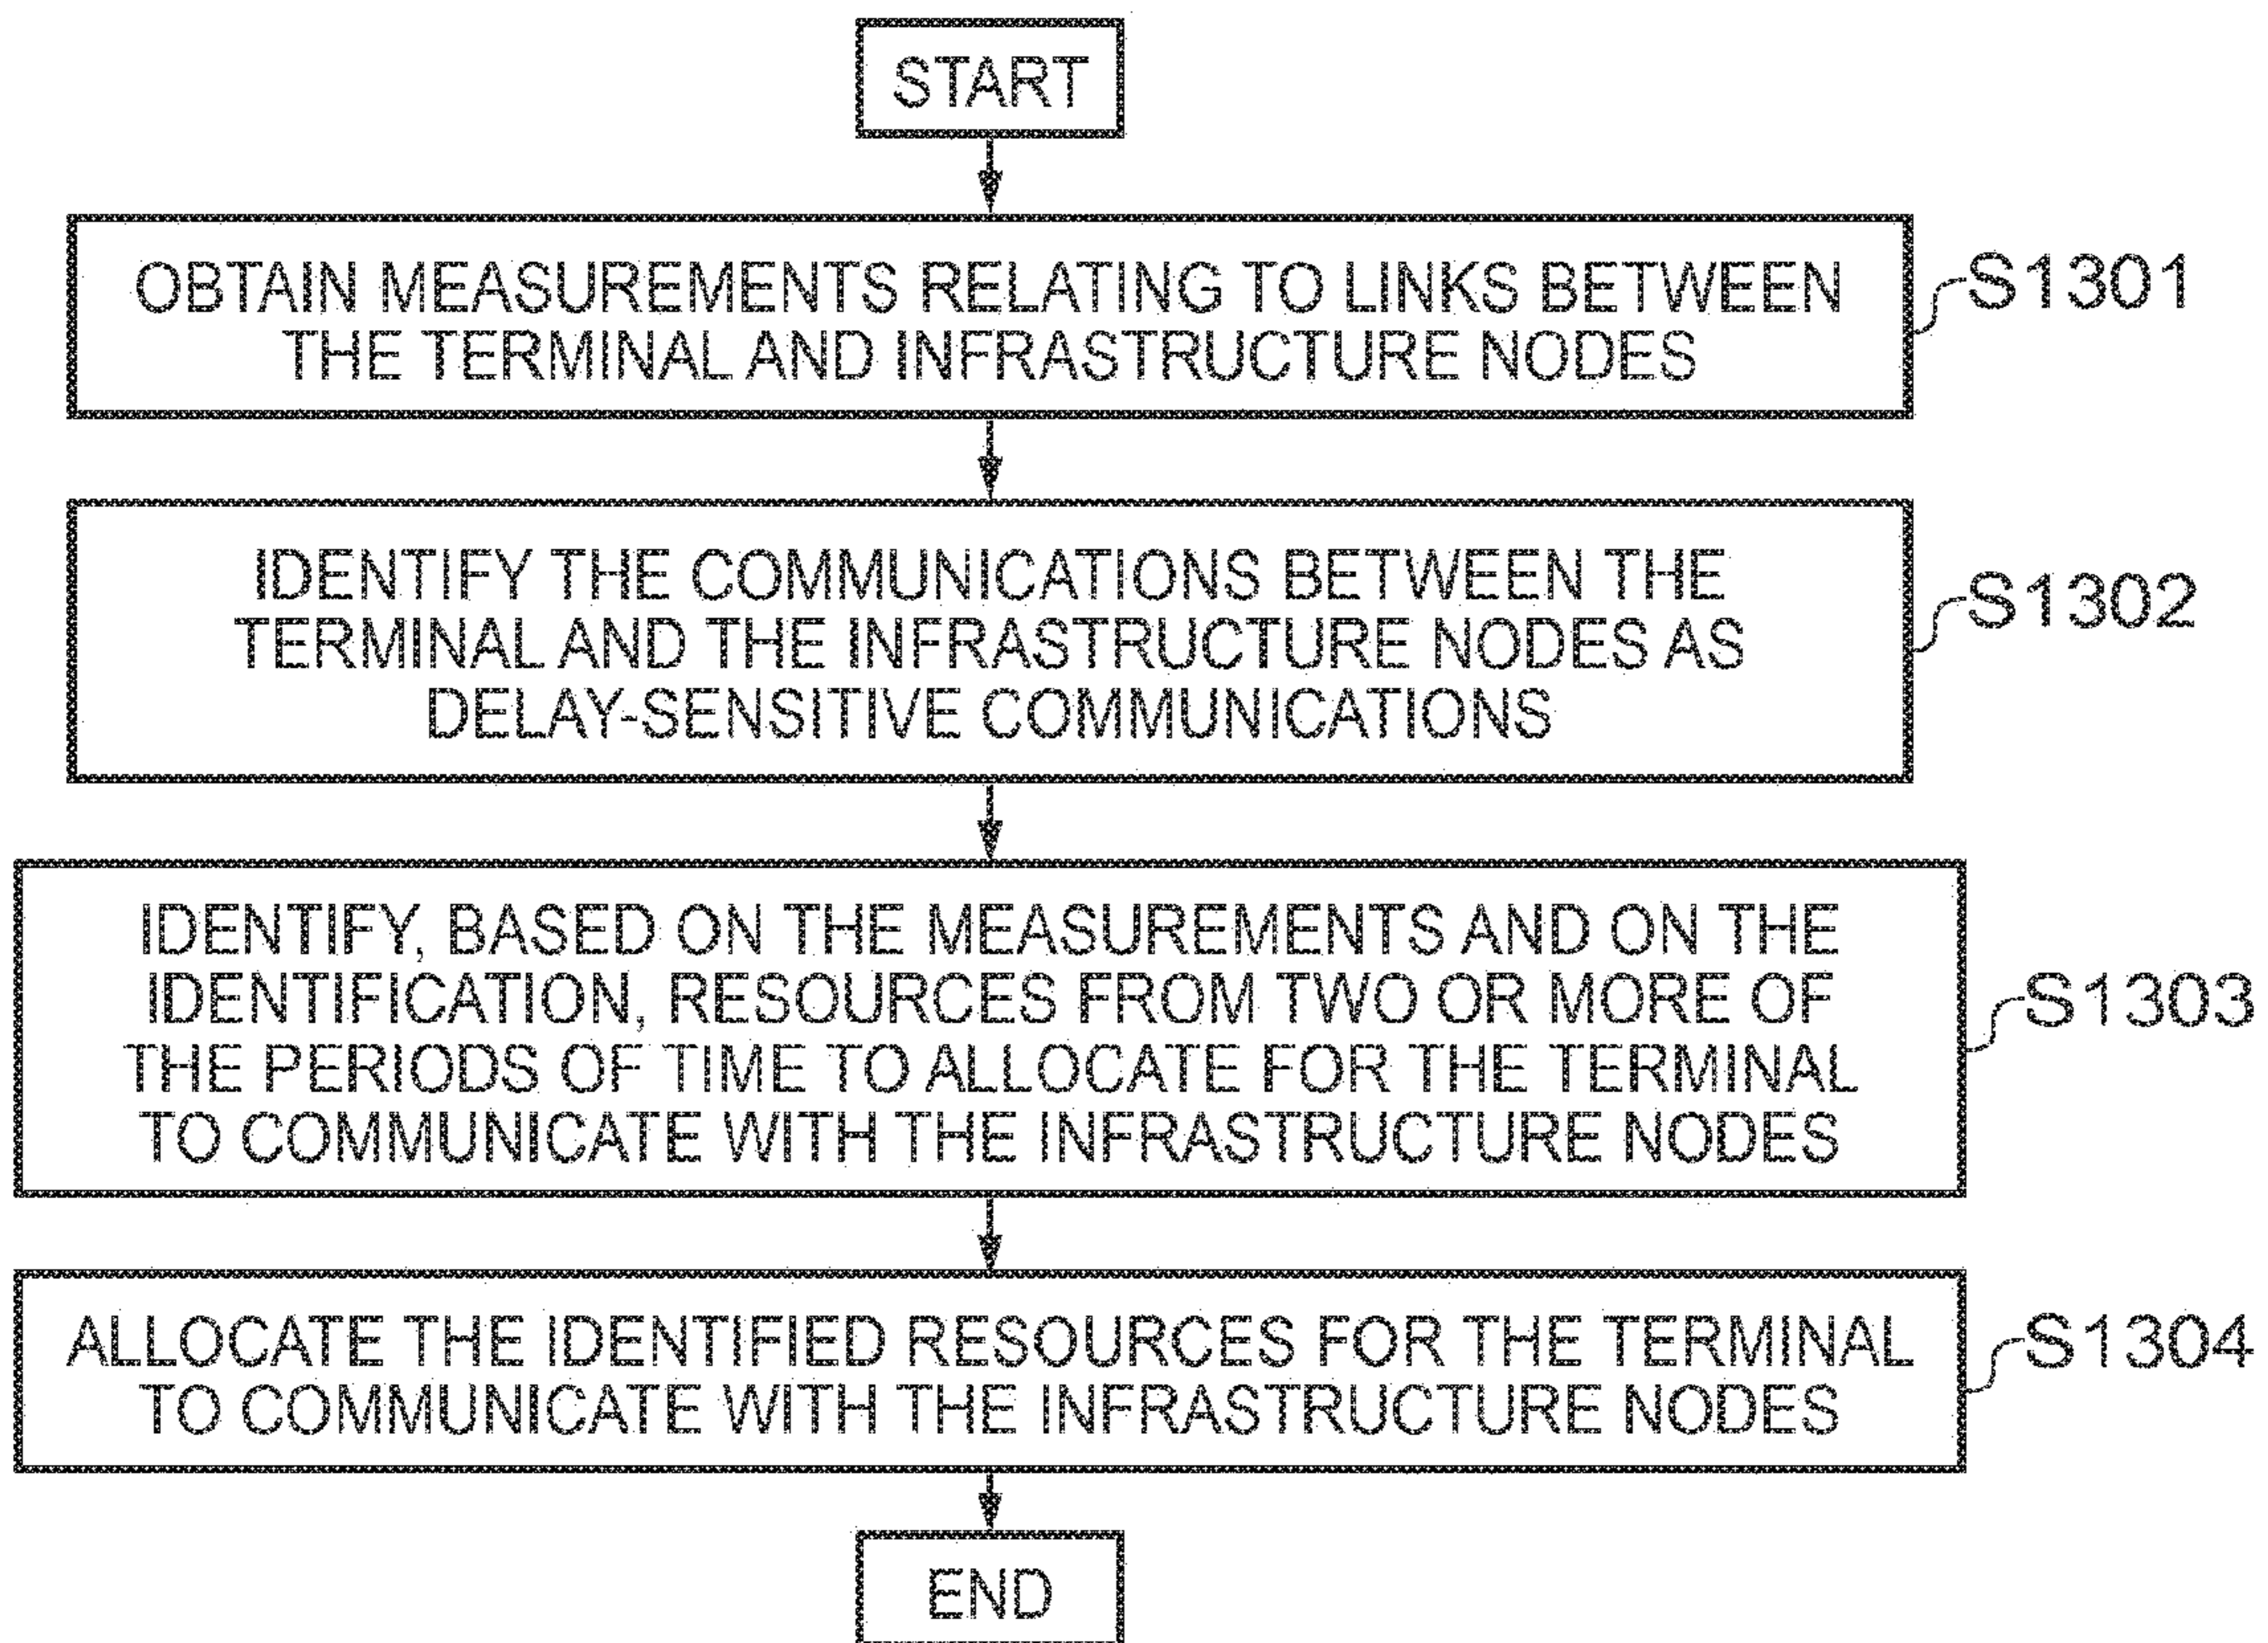 START
OBTAIN MEASUREMENTS RELATING TO LINKS BETWEEN
THE TERMINAL AND INFRASTRUCTURE NODES
S1301
IDENTIFY THE COMMUNICATIONS BETWEEN THE
TERMINAL AND THE INFRASTRUCTURE NODES AS
DELAY-SENSITIVE COMMUNICATIONS
S1302
IDENTIFY, BASED ON THE MEASUREMENTS AND ON THE
IDENTIFICATION, RESOURCES FROM TWO OR MORE OF
THE PERIODS OF TIME TO ALLOCATE FOR THE TERMINAL
TO COMMUNICATE WITH THE INFRASTRUCTURE NODES
S1303
ALLOCATE THE IDENTIFIED RESOURCES FOR THE TERMINAL
TO COMMUNICATE WITH THE INFRASTRUCTURE NODES
S1304
END